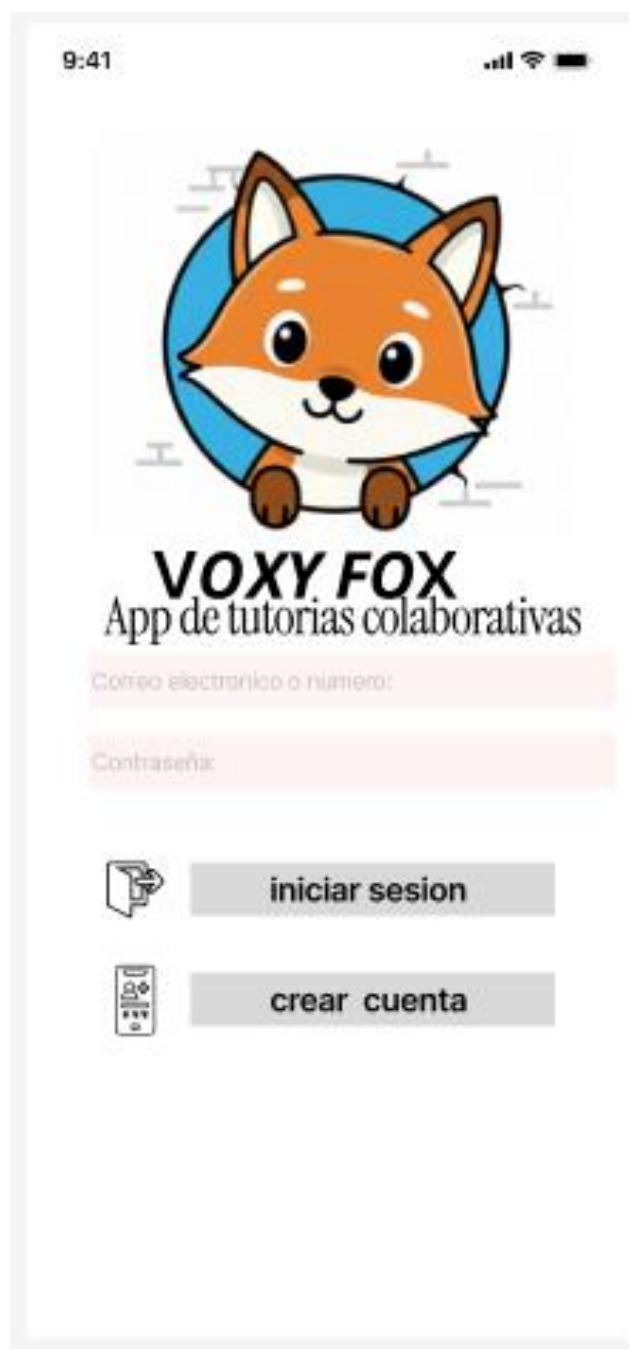 9:41
VOXY FOX
App de tutorias colaborativas
Correo electronico o numero:
Contraseña:
iniciar sesion
crear cuenta